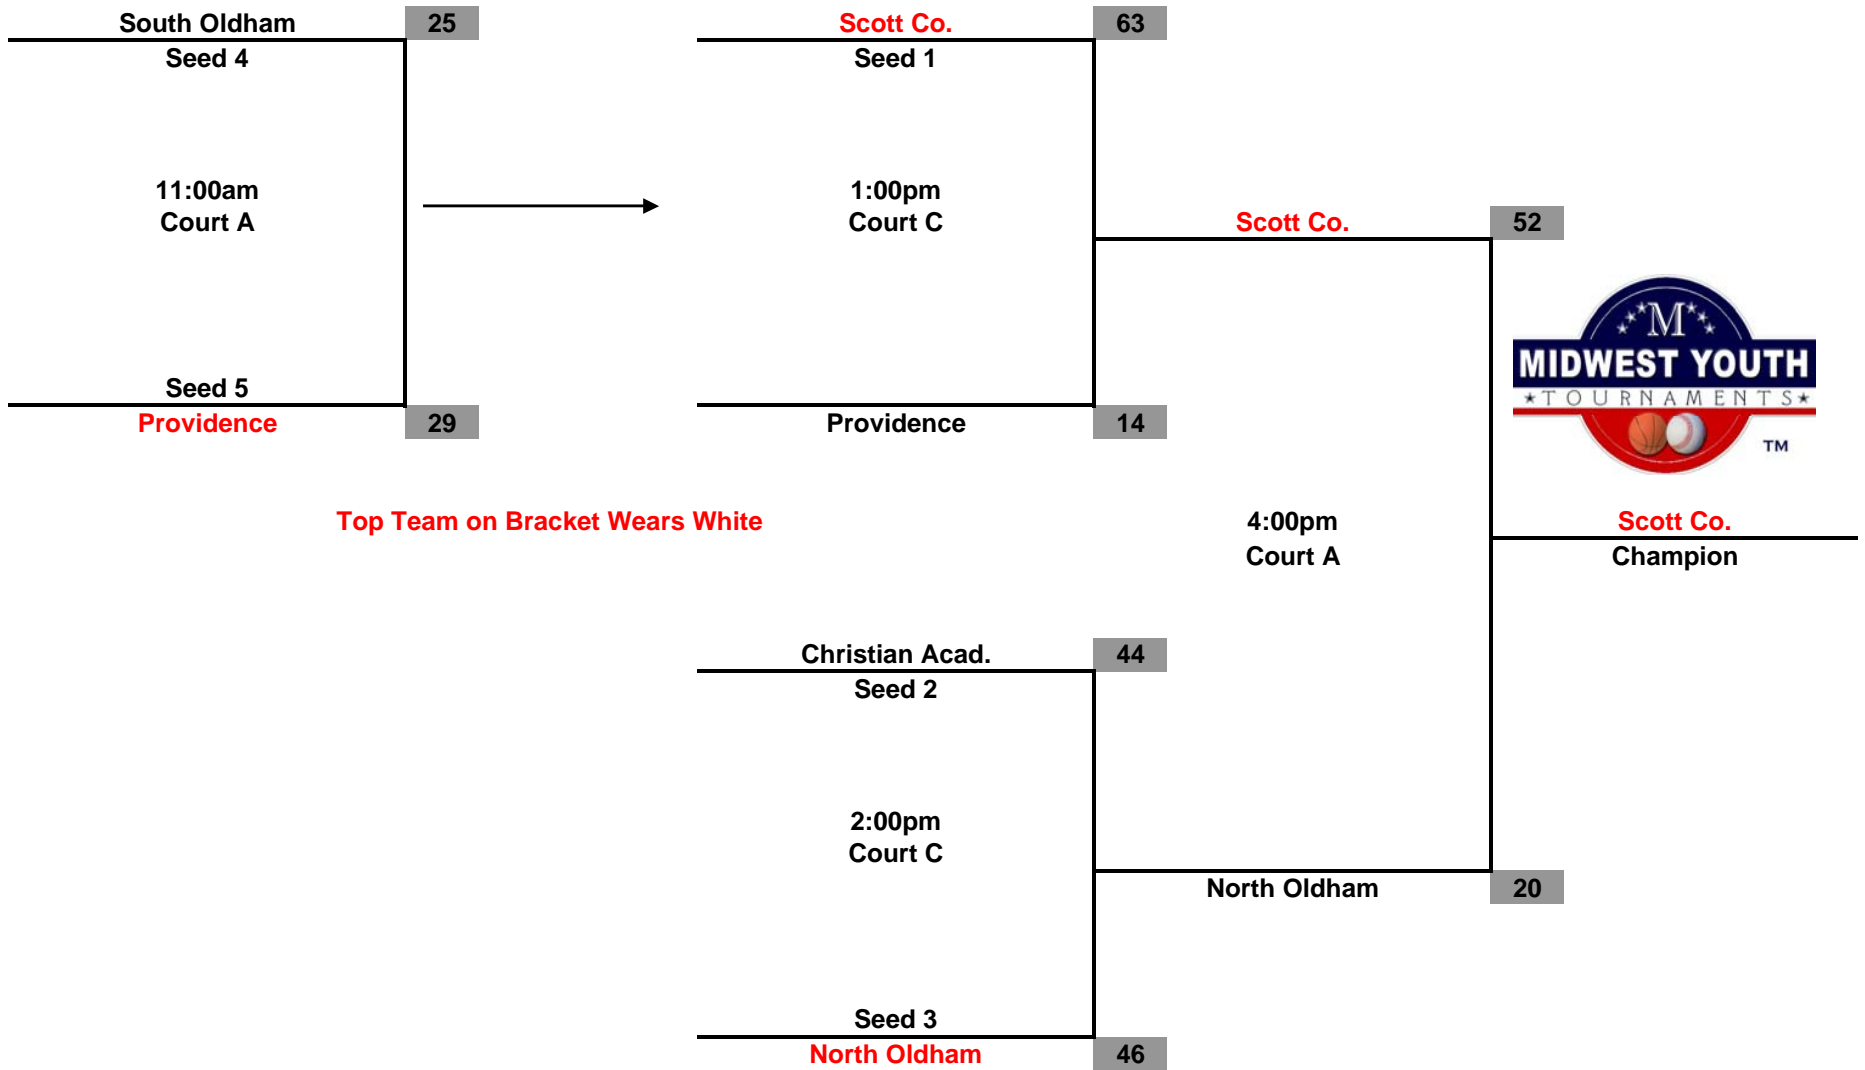 South Oldham 25
Seed 4
11:00am
Court A
Seed 5
Providence 29
Scott Co. 63
Seed 1
1:00pm
Court C
Providence 14
Scott Co. 52
M
MIDWEST YOUTH
★TOURNAMENTS★
TM
Top Team on Bracket Wears White
4:00pm
Court A
Scott Co.
Champion
Christian Acad. 44
Seed 2
2:00pm
Court C
North Oldham 20
Seed 3
North Oldham 46